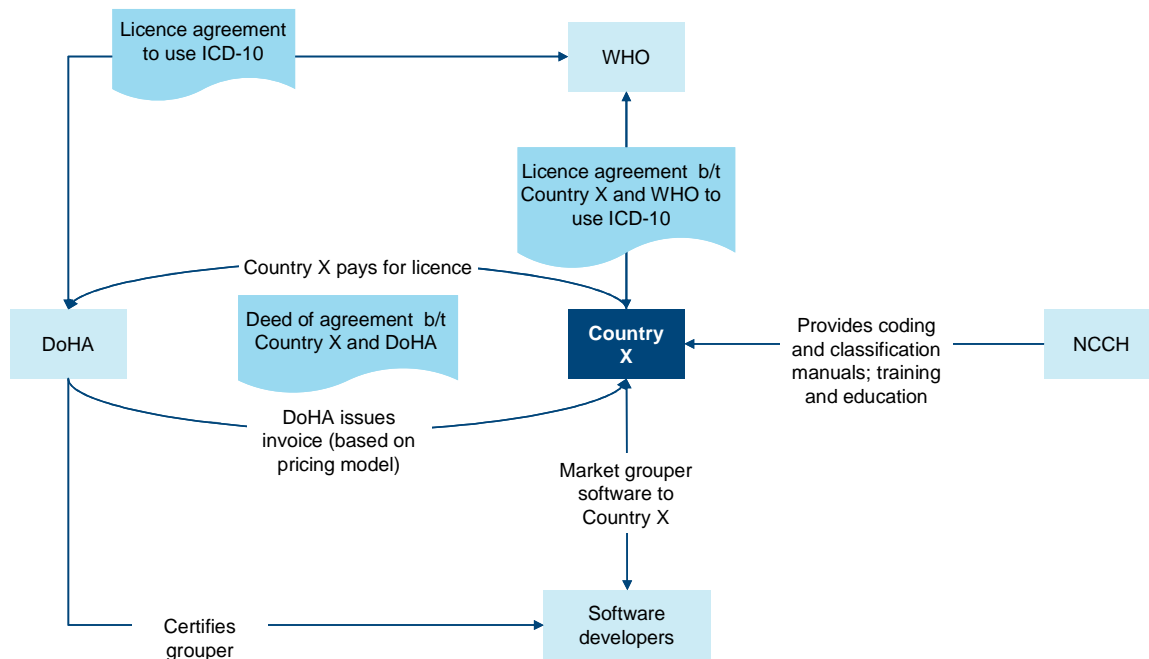 Licence agreement
to use ICD-10
WHO
Licence agreement b/t
Country X and WHO to
use ICD-10
Country X pays for licence
DoHA
Deed of agreement b/t
Country X and DoHA
Country
X
Provides coding
and classification
manuals; training
and education
NCCH
DoHA issues
invoice (based on
pricing model)
Market grouper
software to
Country X
Certifies
grouper
Software
developers